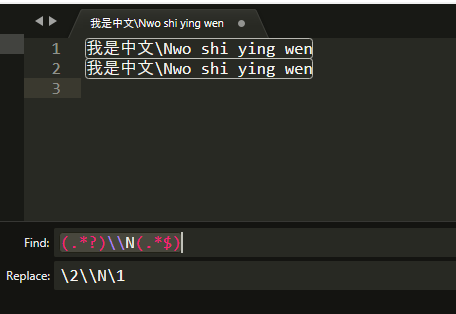 我是中文\Nwo shi ying wen
1 我是中文\Nwo shi ying wen
2 我是中文\Nwo shi ying wen
3
Find: (.*?)\\N(.*$)
Replace: \2\\N\1